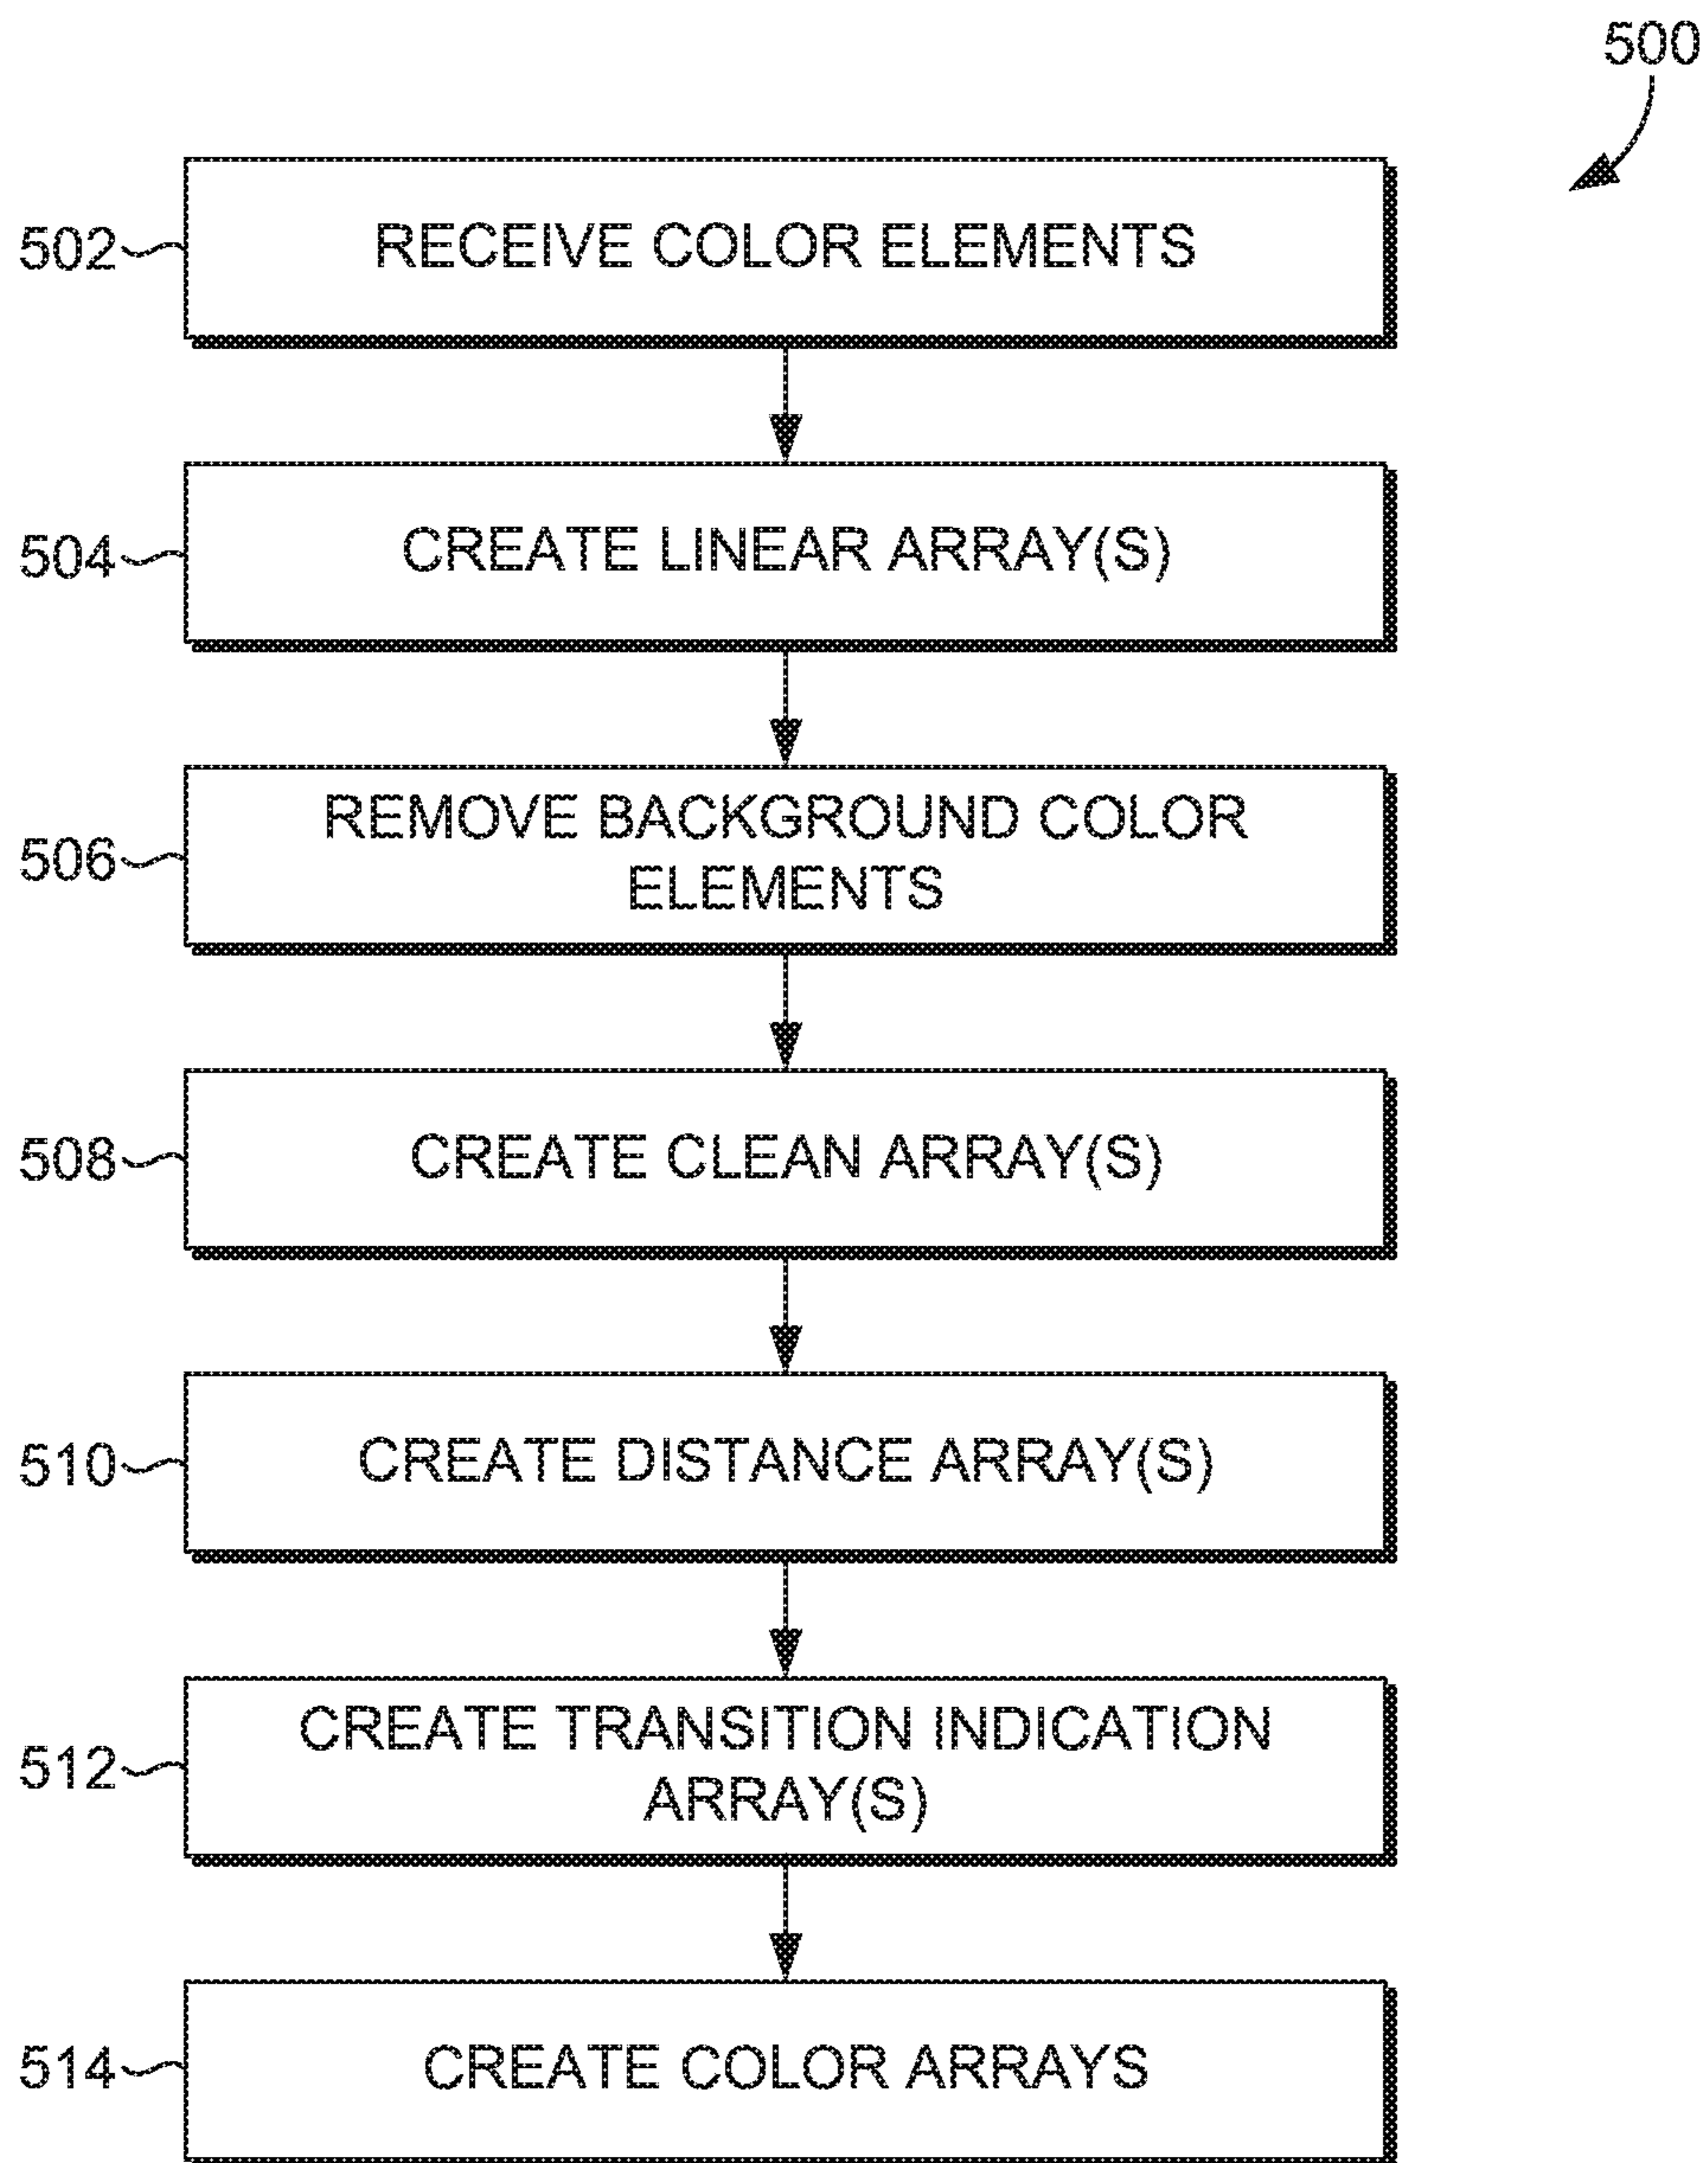 500
502
RECEIVE COLOR ELEMENTS
504
CREATE LINEAR ARRAY(S)
506
REMOVE BACKGROUND COLOR
ELEMENTS
508
CREATE CLEAN ARRAY(S)
510
CREATE DISTANCE ARRAY(S)
512
CREATE TRANSITION INDICATION
ARRAY(S)
514
CREATE COLOR ARRAYS